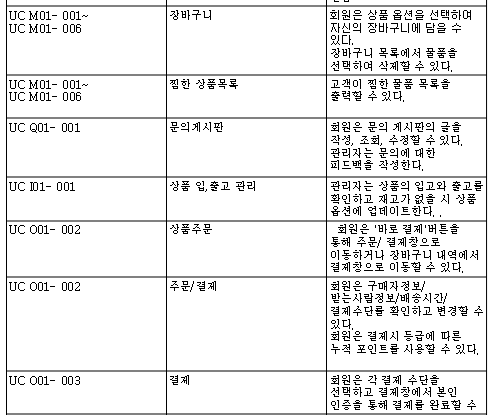 UC M01- 001~
UC M01- 006
장바구니
회원은 상품 옵션을 선택하여
자신의 장바구니에 담을 수
있다.
장바구니 목록에서 물품을
선택하여 삭제할 수 있다.
UC M01- 001~
UC M01- 006
찜한 상품목록
고객이 찜한 물품 목록을
출력할 수 있다.
UC Q01- 001
문의게시판
회원은 문의 게시판의 글을
작성, 조회, 수정할 수 있다.
관리자는 문의에 대한
피드백을 작성한다.
UC I01- 001
상품 입,출고 관리
관리자는 상품의 입고와 출고를
확인하고 재고가 없을 시 상품
옵션에 업데이트한다. .
UC O01- 002
상품주문
회원은 '바로 결제'버튼을
통해 주문/ 결제창으로
이동하거나 장바구니 내역에서
결제창으로 이동할 수 있다.
UC O01- 002
주문/결제
회원은 구매자정보/
받는사람정보/배송시간/
결제수단를 확인하고 변경할 수
있다.
회원은 결제시 등급에 따른
누적 포인트를 사용할 수 있다.
UC O01- 003
결제
회원은 각 결제 수단을
선택하고 결제창에서 본인
인증을 통해 결제를 완료할 수